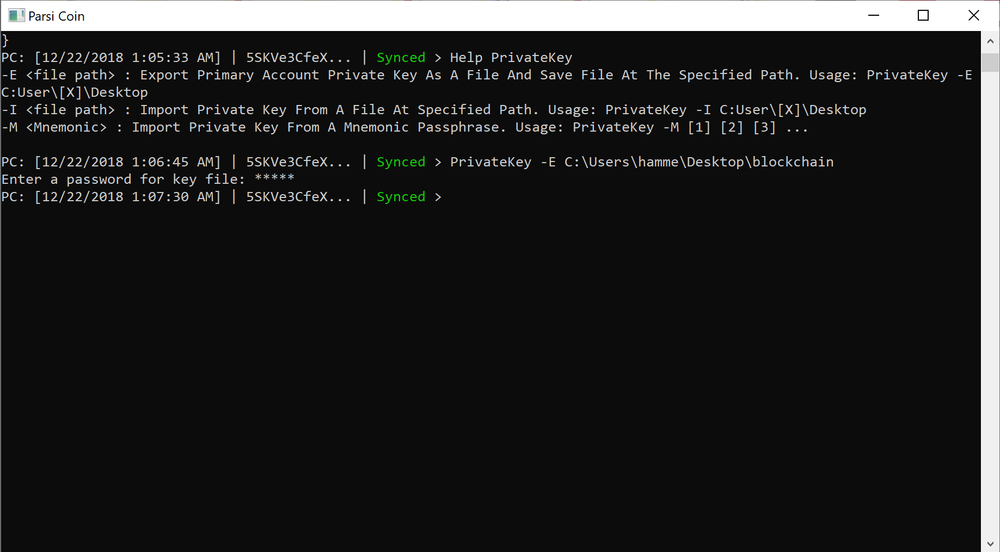 Parsi Coin
}
PC: [12/22/2018 1:05:33 AM] | 5SKVe3CfeX... | Synced > Help PrivateKey
-E <file path> : Export Primary Account Private Key As A File And Save File At The Specified Path. Usage: PrivateKey -E
C:User\[X]\Desktop
-I <file path> : Import Private Key From A File At Specified Path. Usage: PrivateKey -I C:User\[X]\Desktop
-M <Mnemonic> : Import Private Key From A Mnemonic Passphrase. Usage: PrivateKey -M [1] [2] [3] ...
PC: [12/22/2018 1:06:45 AM] | 5SKVe3CfeX... | Synced > PrivateKey -E C:\Users\hamme\Desktop\blockchain
Enter a password for key file: *****
PC: [12/22/2018 1:07:30 AM] | 5SKVe3CfeX... | Synced >